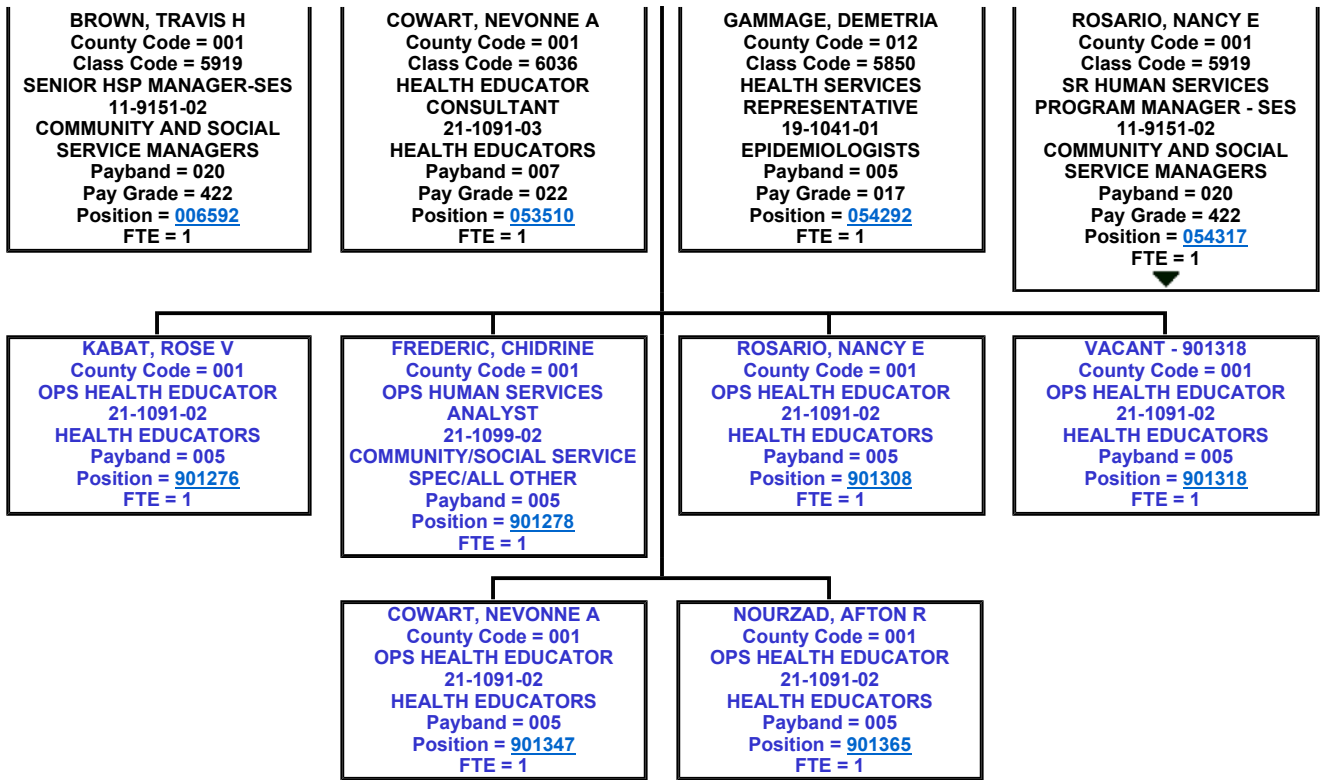 BROWN, TRAVIS H
County Code = 001
Class Code = 5919
SENIOR HSP MANAGER-SES
11-9151-02
COMMUNITY AND SOCIAL
SERVICE MANAGERS
Payband = 020
Pay Grade = 422
Position = 006592
FTE = 1
COWART, NEVONNE A
County Code = 001
Class Code = 6036
HEALTH EDUCATOR
CONSULTANT
21-1091-03
HEALTH EDUCATORS
Payband = 007
Pay Grade = 022
Position = 053510
FTE = 1
GAMMAGE, DEMETRIA
County Code = 012
Class Code = 5850
HEALTH SERVICES
REPRESENTATIVE
19-1041-01
EPIDEMIOLOGISTS
Payband = 005
Pay Grade = 017
Position = 054292
FTE = 1
ROSARIO, NANCY E
County Code = 001
Class Code = 5919
SR HUMAN SERVICES
PROGRAM MANAGER - SES
11-9151-02
COMMUNITY AND SOCIAL
SERVICE MANAGERS
Payband = 020
Pay Grade = 422
Position = 054317
FTE = 1
KABAT, ROSE V
County Code = 001
OPS HEALTH EDUCATOR
21-1091-02
HEALTH EDUCATORS
Payband = 005
Position = 901276
FTE = 1
FREDERIC, CHIDRINE
County Code = 001
OPS HUMAN SERVICES
ANALYST
21-1099-02
COMMUNITY/SOCIAL SERVICE
SPEC/ALL OTHER
Payband = 005
Position = 901278
FTE = 1
ROSARIO, NANCY E
County Code = 001
OPS HEALTH EDUCATOR
21-1091-02
HEALTH EDUCATORS
Payband = 005
Position = 901308
FTE = 1
VACANT - 901318
County Code = 001
OPS HEALTH EDUCATOR
21-1091-02
HEALTH EDUCATORS
Payband = 005
Position = 901318
FTE = 1
COWART, NEVONNE A
County Code = 001
OPS HEALTH EDUCATOR
21-1091-02
HEALTH EDUCATORS
Payband = 005
Position = 901347
FTE = 1
NOURZAD, AFTON R
County Code = 001
OPS HEALTH EDUCATOR
21-1091-02
HEALTH EDUCATORS
Payband = 005
Position = 901365
FTE = 1